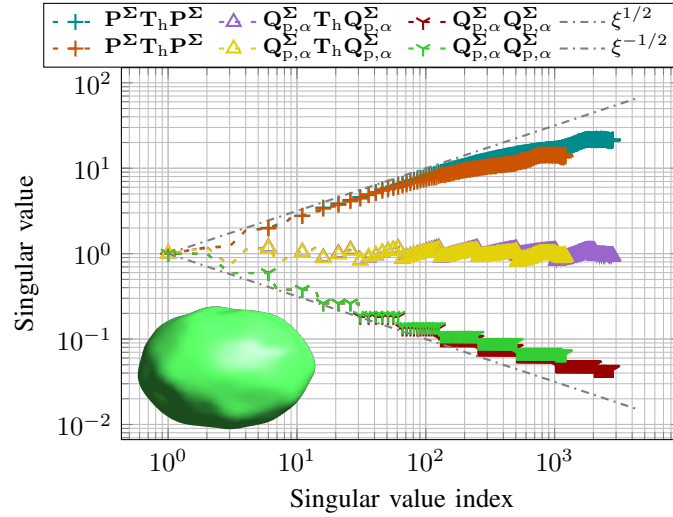 P^Σ T_h P^Σ Q^Σ_{p,α} T_h Q^Σ_{p,α} Q^Σ_{p,α} Q^Σ_{p,α} ξ^{1/2}
P^Σ T_h P^Σ Q^Σ_{p,α} T_h Q^Σ_{p,α} Q^Σ_{p,α} Q^Σ_{p,α} ξ^{−1/2}
10^2
10^1
10^0
10^{−1}
10^{−2}
Singular value
10^0 10^1 10^2 10^3
Singular value index